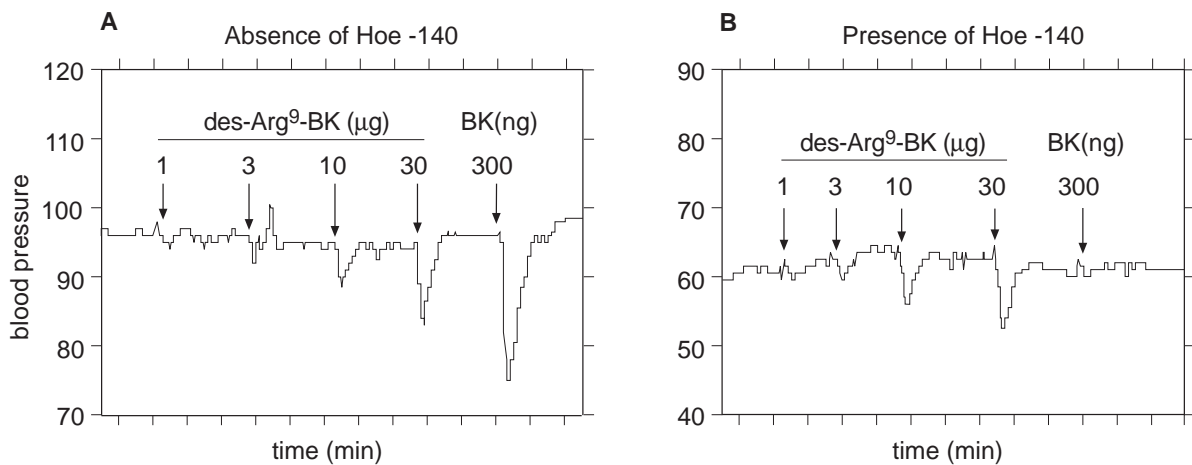 A
Absence of Hoe -140
120
110
100
90
80
70
blood pressure
des-Arg⁹-BK (µg)
BK(ng)
1 3 10 30 300
time (min)
B
Presence of Hoe -140
90
80
70
60
50
40
des-Arg⁹-BK (µg)
BK(ng)
1 3 10 30 300
time (min)